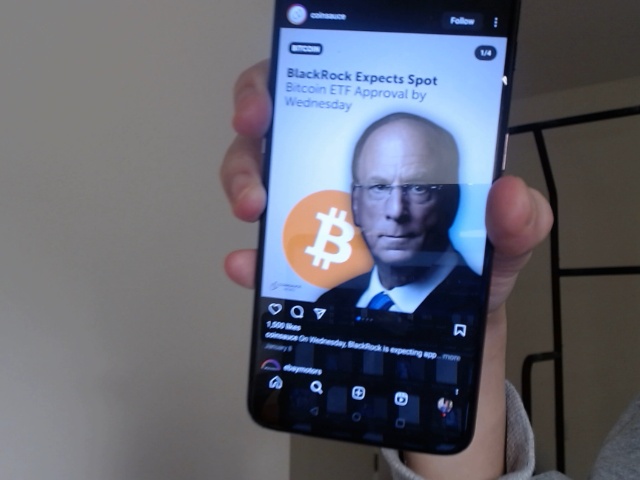 coinsauce
Follow
BITCOIN
1/4
BlackRock Expects Spot
Bitcoin ETF Approval by
Wednesday
1,500 likes
coinsauce On Wednesday, BlackRock is expecting app... more
January 8
ebaymotors